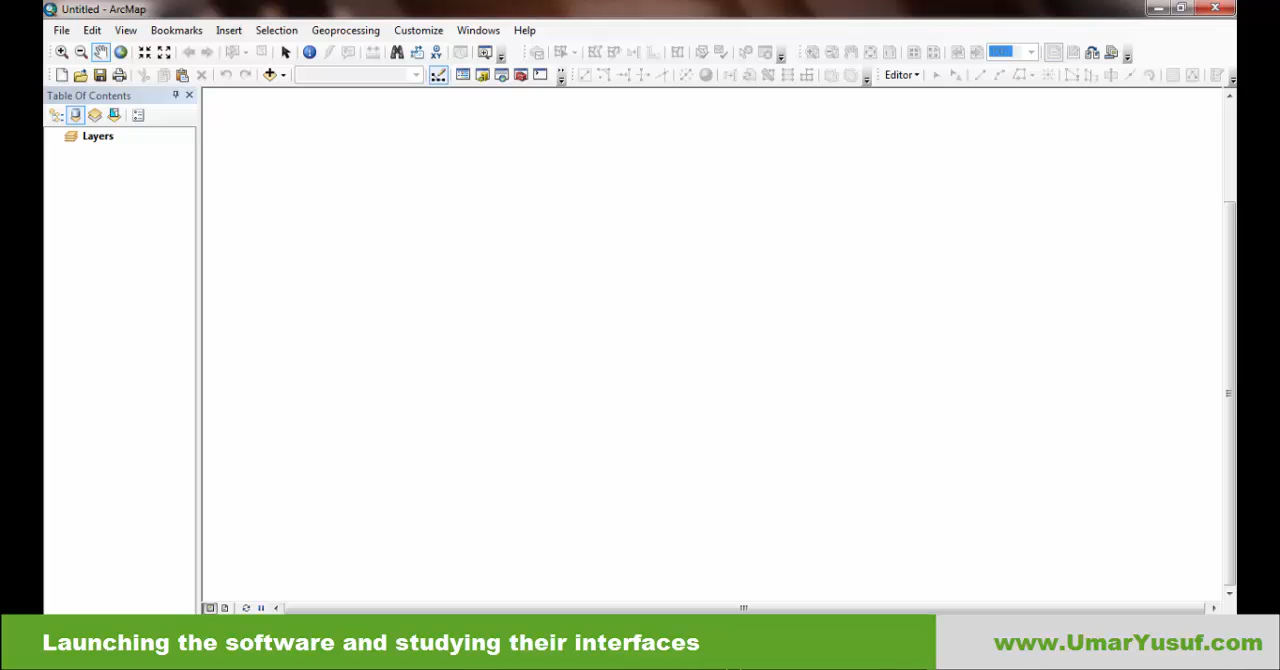 Untitled - ArcMap
File Edit View Bookmarks Insert Selection Geoprocessing Customize Windows Help
Editor
Table Of Contents
Layers
Launching the software and studying their interfaces
www.UmarYusuf.com